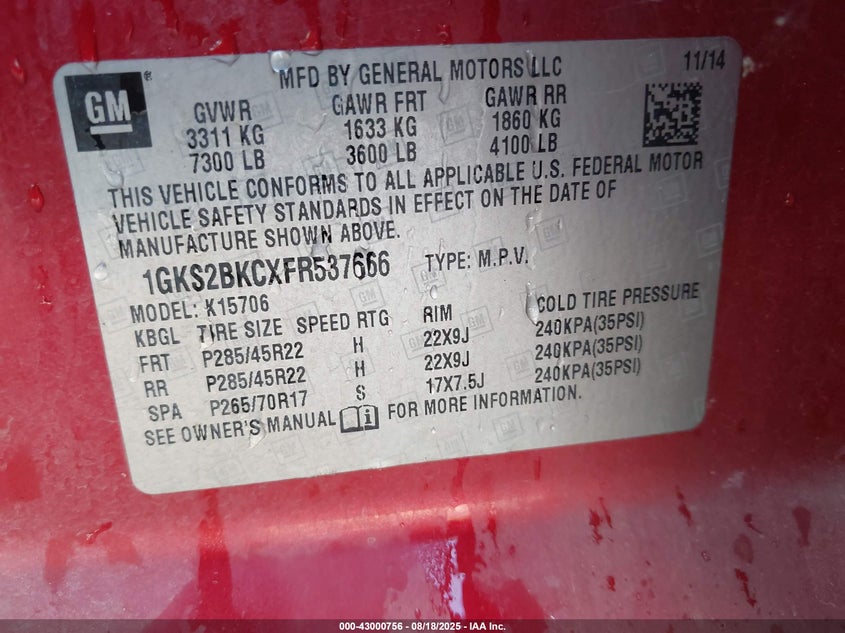 GM ®
MFD BY GENERAL MOTORS LLC
11/14
GVWR GAWR FRT GAWR RR
3311 KG 1633 KG 1860 KG
7300 LB 3600 LB 4100 LB
THIS VEHICLE CONFORMS TO ALL APPLICABLE U.S. FEDERAL MOTOR
VEHICLE SAFETY STANDARDS IN EFFECT ON THE DATE OF
MANUFACTURE SHOWN ABOVE.
1GKS2BKCXFR537666 TYPE: M.P.V.
MODEL: K15706
KBGL TIRE SIZE SPEED RTG RIM COLD TIRE PRESSURE
FRT P285/45R22 H 22X9J 240KPA(35PSI)
RR P285/45R22 H 22X9J 240KPA(35PSI)
SPA P265/70R17 S 17X7.5J 240KPA(35PSI)
SEE OWNER'S MANUAL FOR MORE INFORMATION.
000-43000756 - 08/18/2025 - IAA Inc.